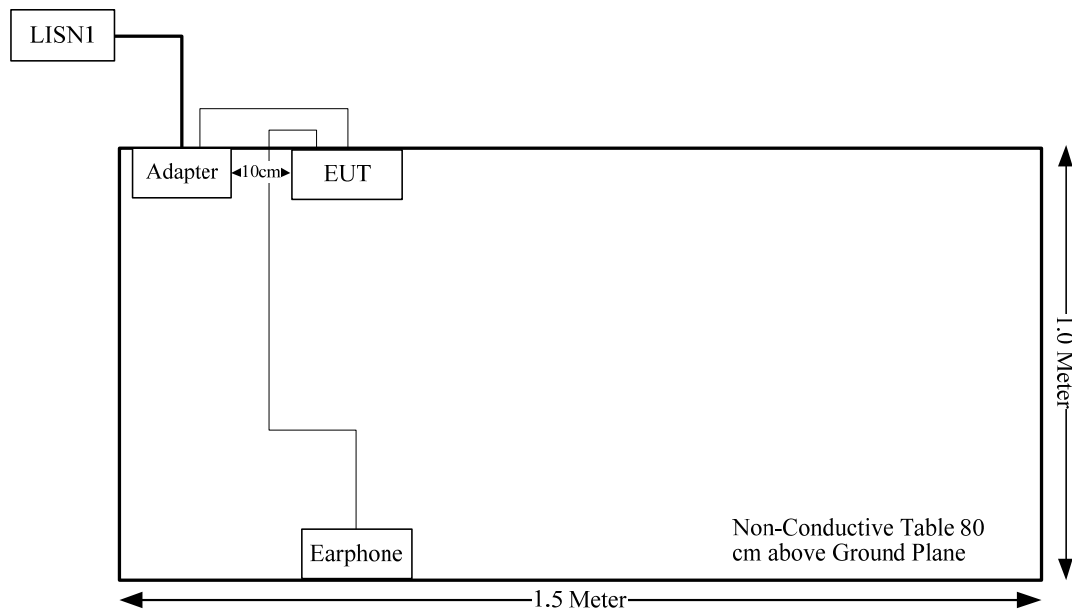 LISN1
Adapter
10cm
EUT
1.0 Meter
Earphone
Non-Conductive Table 80
cm above Ground Plane
1.5 Meter